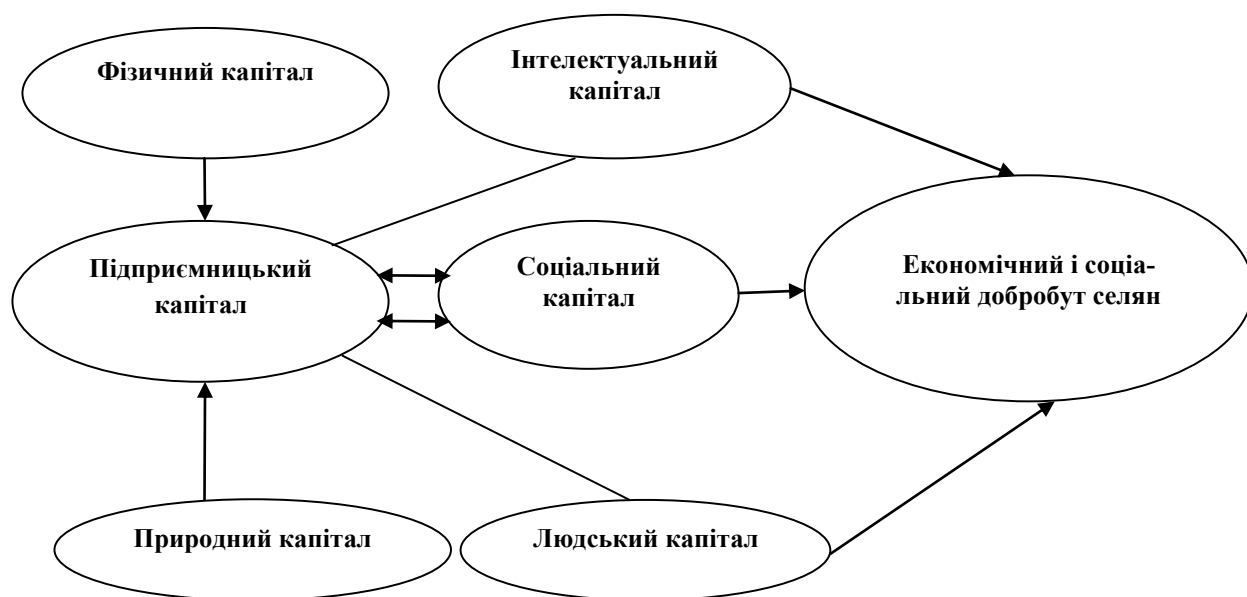 Фізичний капітал
Інтелектуальний
капітал
Підприємницький
капітал
Соціальний
капітал
Економічний і соціа-
льний добробут селян
Природний капітал
Людський капітал